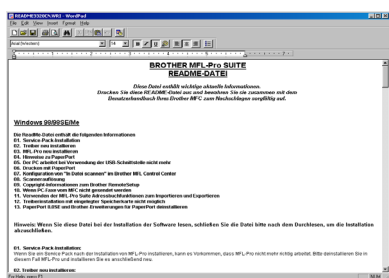 README3320CN.WRI - WordPad
File Edit View Insert Format Help
Arial (Western) 14
BROTHER MFL-Pro SUITE
README-DATEI
Diese Datei enthält wichtige aktuelle Informationen.
Drucken Sie diese README-Datei aus und bewahren Sie sie zusammen mit dem
Benutzerhandbuch Ihres Brother MFC zum Nachschlagen sorgfältig auf.
Windows 98/98SE/Me
Die ReadMe-Datei enthält die folgenden Informationen
01. Service-Pack-Installation
02. Treiber neu installieren
03. MFL-Pro neu installieren
04. Hinweise zu PaperPort
05. Der PC arbeitet bei Verwendung der USB-Schnittstelle nicht mehr
06. Drucken mit PaperPort
07. Konfiguration von "In Datei scannen" im Brother MFL Control Center
08. Scannerauflösung
09. Copyright-Informationen zum Brother RemoteSetup
10. Wenn PC Faxe vom MFC nicht gesendet werden
11. Verwenden der MFL-Pro Suite Adressbuchfunktionen zum Importieren und Exportieren
12. Treiberinstallation mit eingelegter Speicherkarte nicht möglich
13. PaperPort 8.0SE und Brother-Erweiterungen für PaperPort deinstallieren
Hinweis: Wenn Sie diese Datei bei der Installation der Software lesen, schließen Sie die Datei bitte nach dem Durchlesen, um die Installation
abzuschließen.
01. Service-Pack-Installation:
Wenn Sie ein Service Pack nach der Installation von MFL-Pro installieren, kann es vorkommen, dass MFL-Pro nicht mehr richtig arbeitet. Bitte deinstallieren Sie in
diesem Fall MFL-Pro und installieren Sie es anschließend neu.
02. Treiber neu installieren:
For Help, press F1